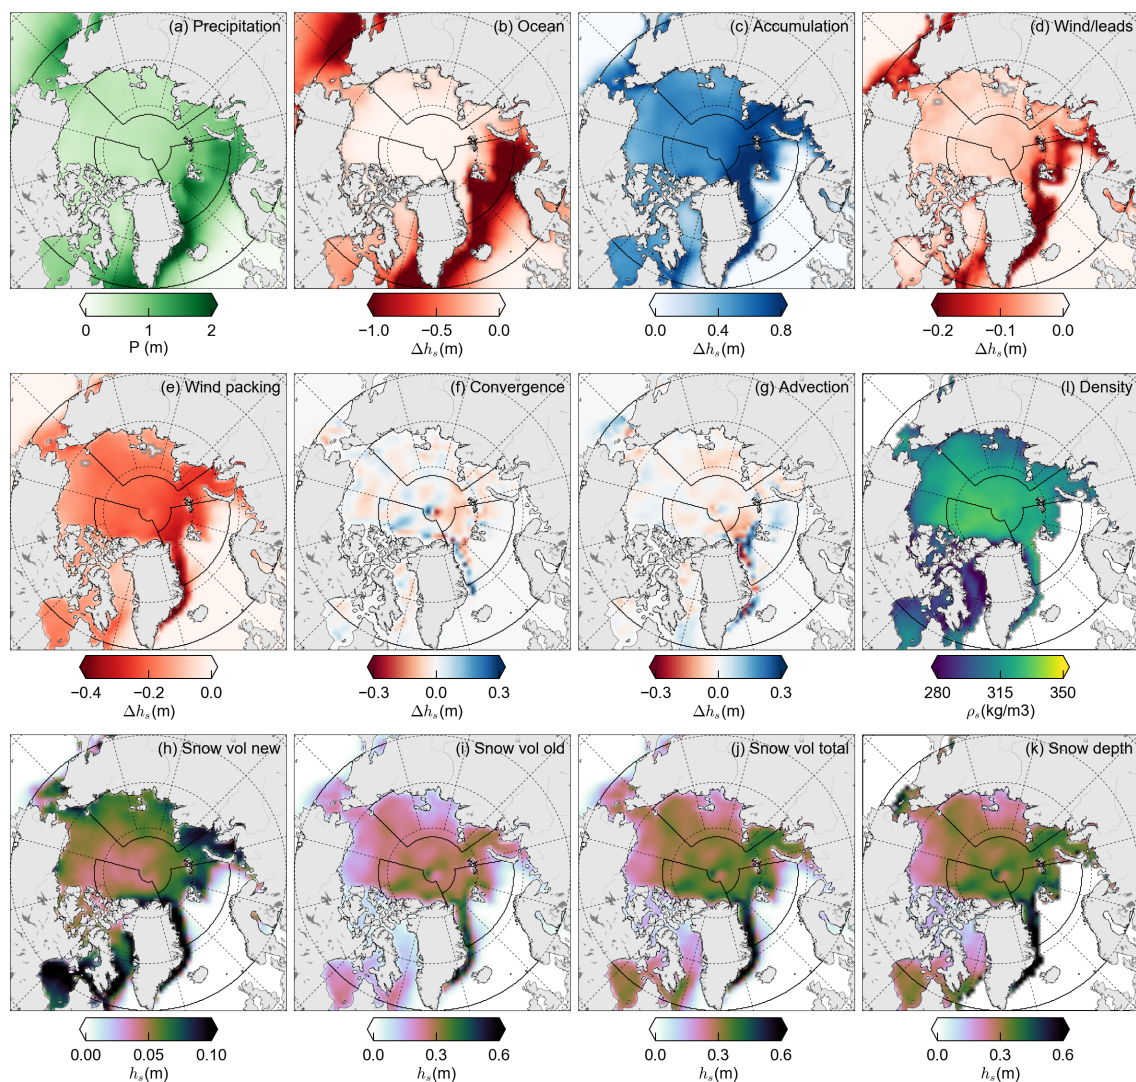 (a) Precipitation
(b) Ocean
(c) Accumulation
(d) Wind/leads
0 1 2
P (m)
−1.0 −0.5 0.0
Δhₛ(m)
0.0 0.4 0.8
Δhₛ(m)
−0.2 −0.1 0.0
Δhₛ(m)
(e) Wind packing
(f) Convergence
(g) Advection
(l) Density
−0.4 −0.2 0.0
Δhₛ(m)
−0.3 0.0 0.3
Δhₛ(m)
−0.3 0.0 0.3
Δhₛ(m)
280 315 350
ρₛ(kg/m3)
(h) Snow vol new
(i) Snow vol old
(j) Snow vol total
(k) Snow depth
0.00 0.05 0.10
hₛ(m)
0.0 0.3 0.6
hₛ(m)
0.0 0.3 0.6
hₛ(m)
0.0 0.3 0.6
hₛ(m)